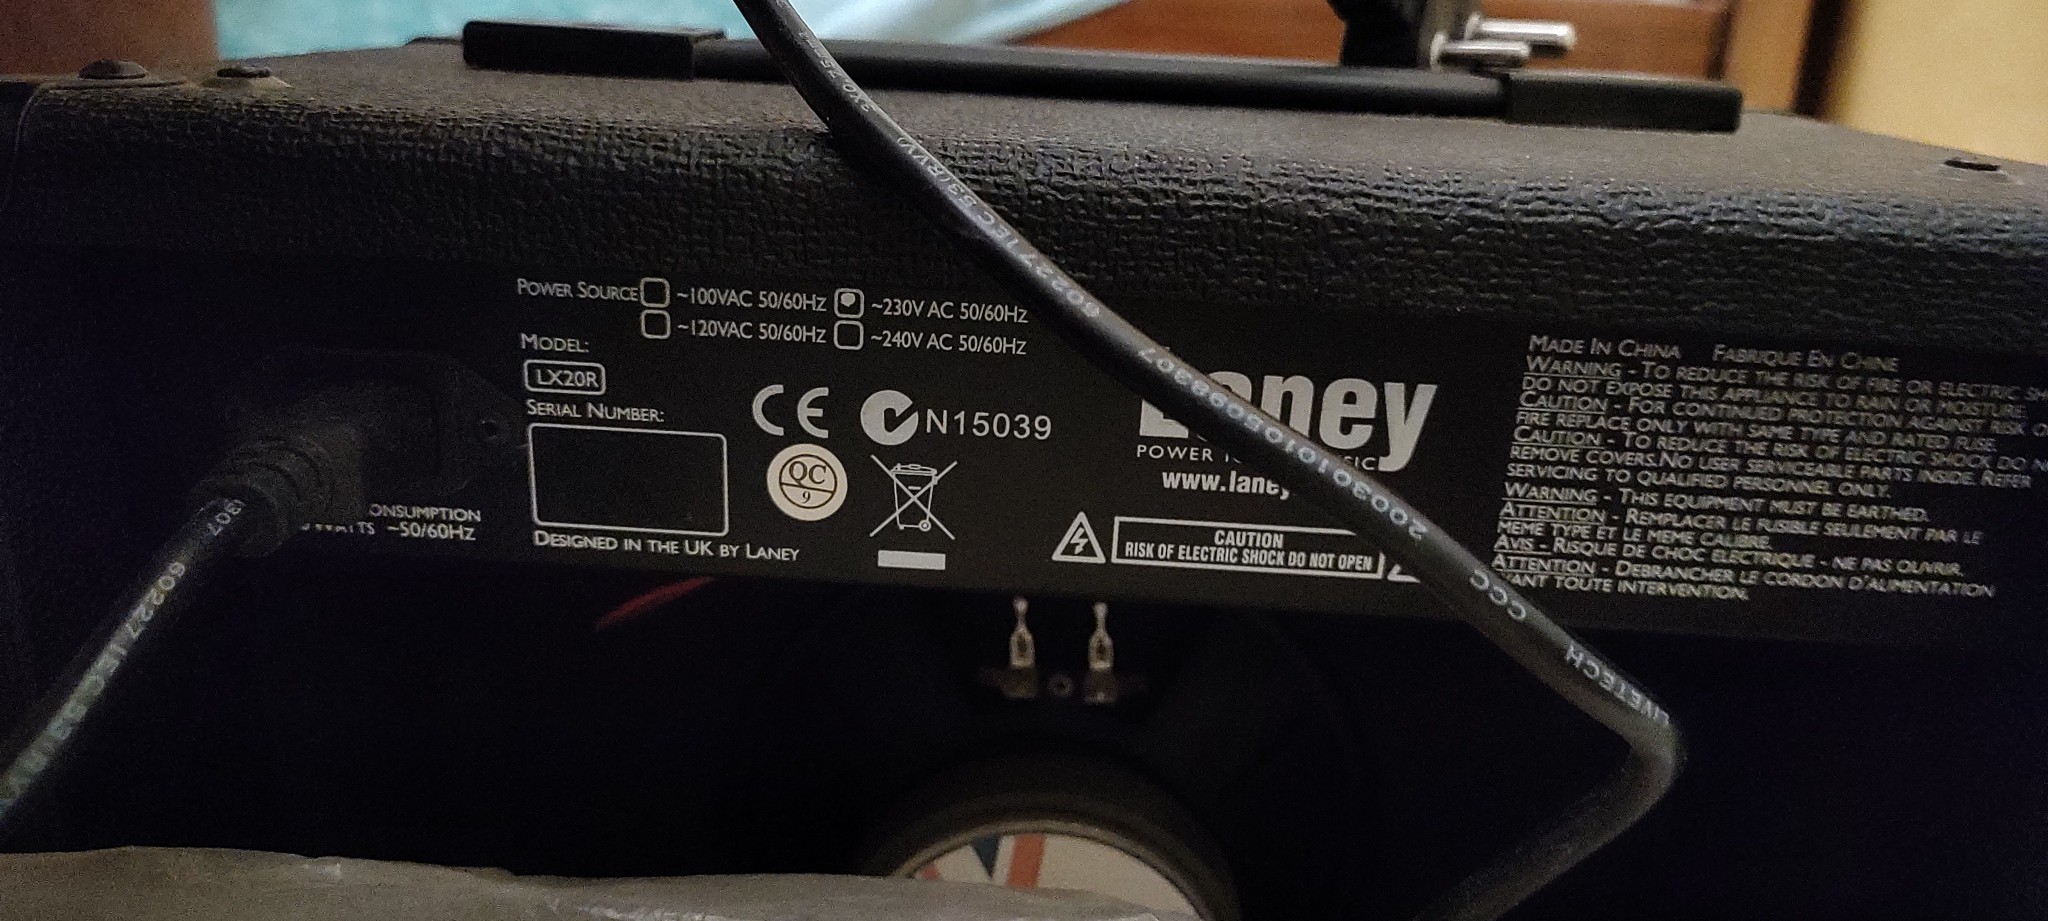 POWER SOURCE ~100VAC 50/60HZ ~230V AC 50/60HZ
~120VAC 50/60HZ ~240V AC 50/60HZ
MODEL:
LX20R
SERIAL NUMBER:
CE N15039
QC
9
DESIGNED IN THE UK BY LANEY
~50/60HZ
Laney
POWER
www.laney
CAUTION
RISK OF ELECTRIC SHOCK DO NOT OPEN
MADE IN CHINA FABRIQUE EN CHINE
WARNING - TO REDUCE THE RISK OF FIRE OR ELECTRIC
DO NOT EXPOSE THIS APPLIANCE TO RAIN OR MOISTURE.
CAUTION - FOR CONTINUED PROTECTION AGAINST RISK
FIRE REPLACE ONLY WITH SAME TYPE AND RATED FUSE.
CAUTION - TO REDUCE THE RISK OF ELECTRIC SHOCK DO
REMOVE COVERS. NO USER SERVICEABLE PARTS INSIDE. REFER
SERVICING TO QUALIFIED PERSONNEL ONLY.
WARNING - THIS EQUIPMENT MUST BE EARTHED.
ATTENTION - REMPLACER LE FUSIBLE SEULEMENT PAR LE
MEME TYPE ET LE MEME CALIBRE.
AVIS - RISQUE DE CHOC ELECTRIQUE - NE PAS OUVRIR.
ATTENTION - DEBRANCHER LE CORDON D'ALIMENTATION
TOUTE INTERVENTION.
60227 IEC 53(RVV)
CCC
LIVETECH
60227 IEC